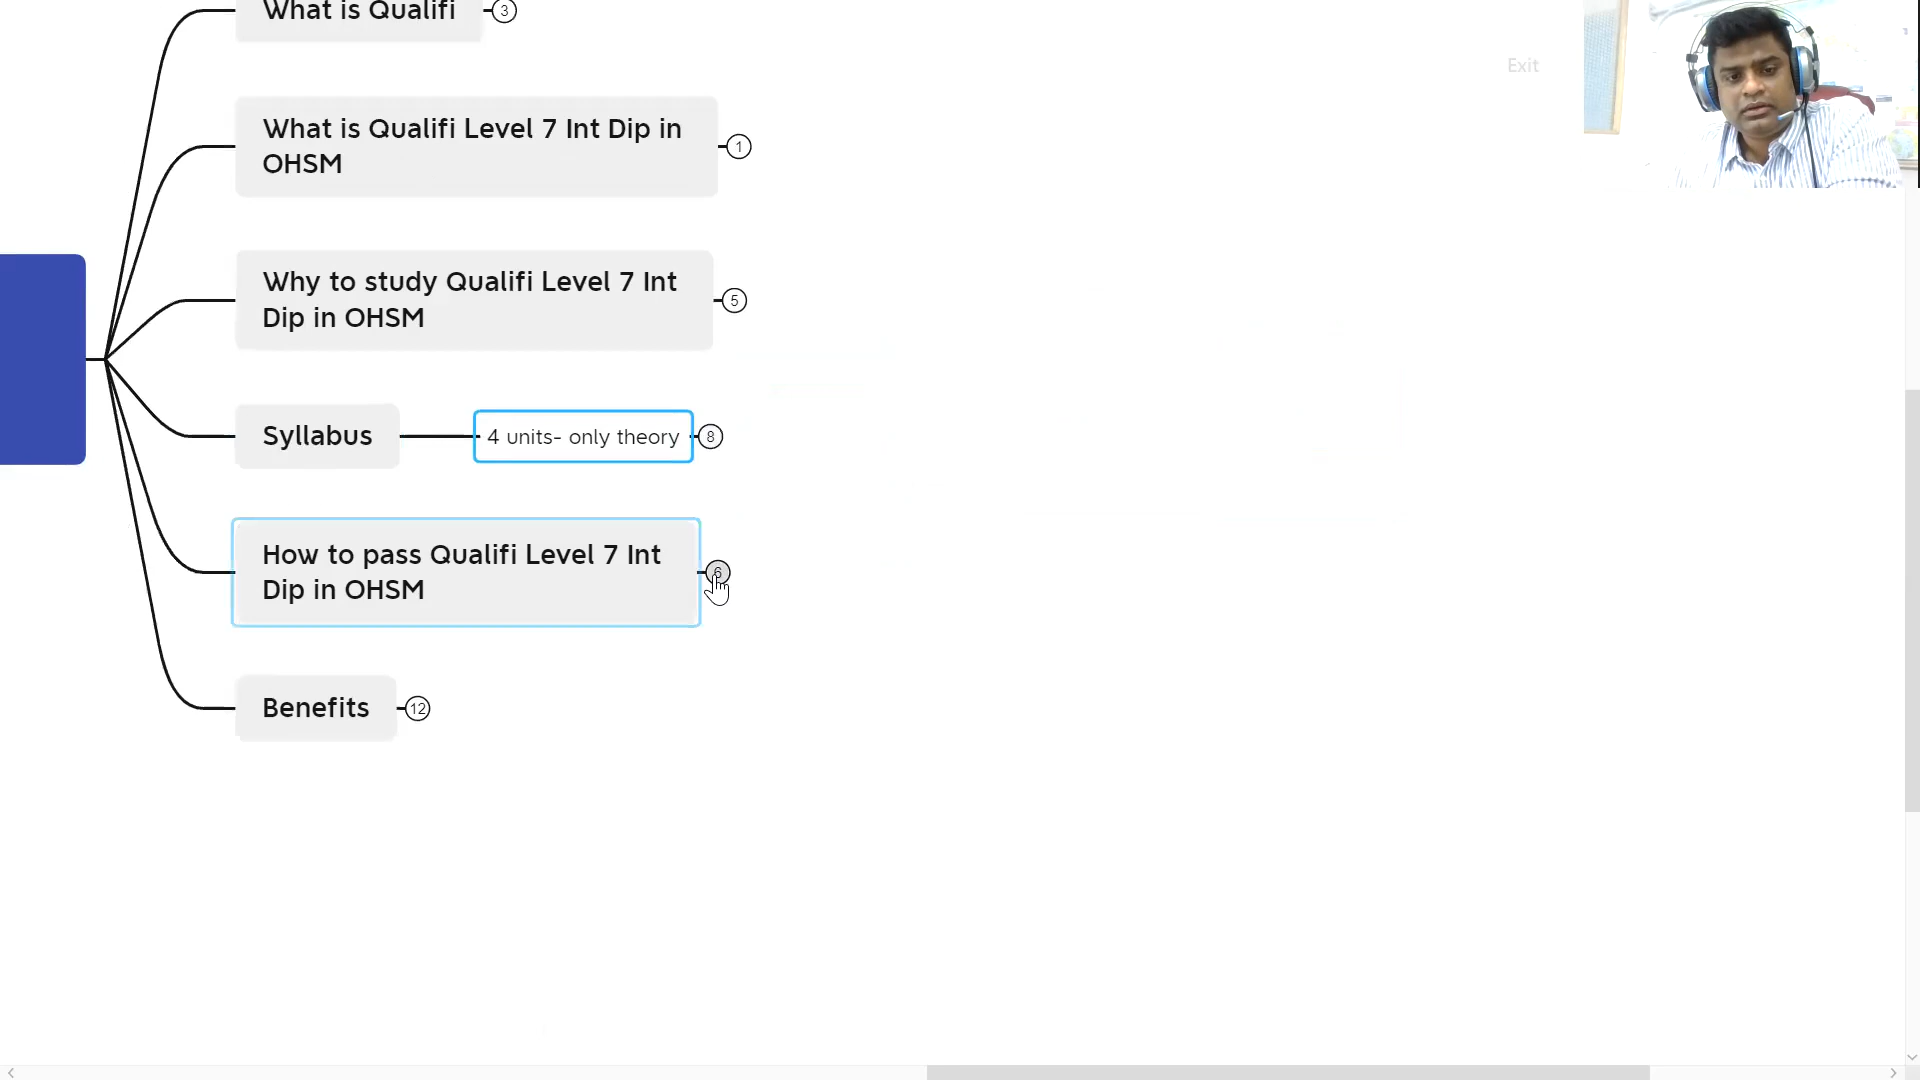 What is Qualifi
3
Exit
What is Qualifi Level 7 Int Dip in
OHSM
1
Why to study Qualifi Level 7 Int
Dip in OHSM
5
Syllabus
4 units- only theory
8
How to pass Qualifi Level 7 Int
Dip in OHSM
6
Benefits
12